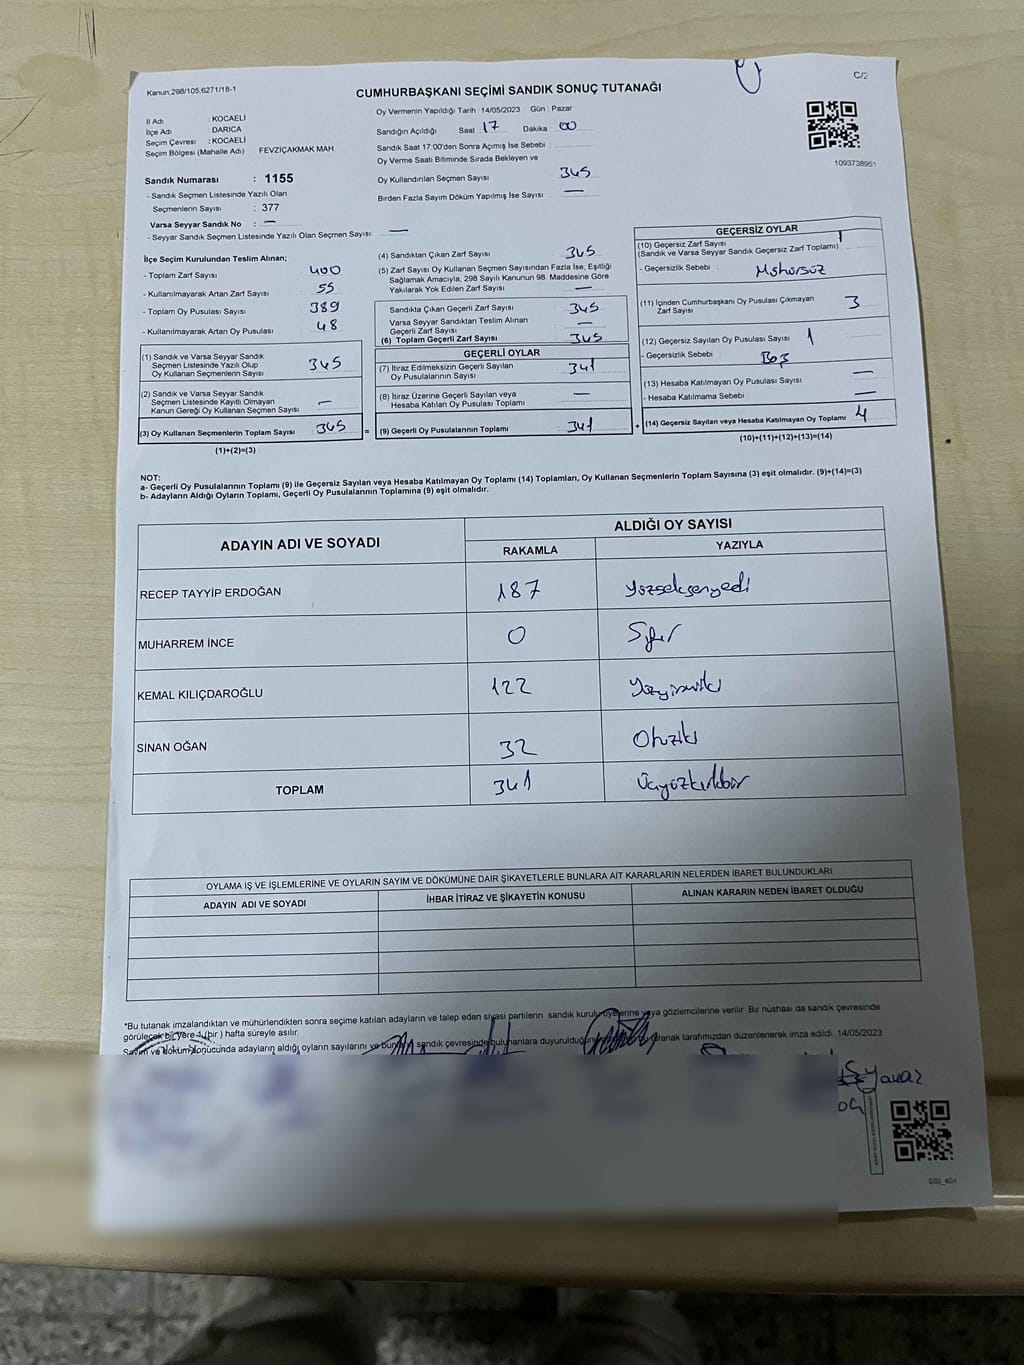 C/2
Kanun.298/105,6271/18-1
CUMHURBAŞKANI SEÇİMİ SANDIK SONUÇ TUTANAĞI
1093738951
İl Adı : KOCAELİ
İlçe Adı : DARICA
Seçim Çevresi : KOCAELİ
Seçim Bölgesi (Mahalle Adı) FEVZİÇAKMAK MAH.
Sandık Numarası : 1155
- Sandık Seçmen Listesinde Yazılı Olan
Seçmenlerin Sayısı : 377
Varsa Seyyar Sandık No : —
- Seyyar Sandık Seçmen Listesinde Yazılı Olan Seçmen Sayısı: —
Oy Vermenin Yapıldığı Tarih : 14/05/2023 Gün : Pazar
Sandığın Açıldığı Saat : 17 Dakika : 00
Sandık Saat 17:00'den Sonra Açımış İse Sebebi :
Oy Verme Saati Bitiminde Sırada Bekleyen ve
Oy Kullandırılan Seçmen Sayısı : 345
Birden Fazla Sayım Döküm Yapılmış İse Sayısı : —
İlçe Seçim Kurulundan Teslim Alınan;
- Toplam Zarf Sayısı : 400
- Kullanılmayarak Artan Zarf Sayısı : 55
- Toplam Oy Pusulası Sayısı : 389
- Kullanılmayarak Artan Oy Pusulası : 48
(1) Sandık ve Varsa Seyyar Sandık
Seçmen Listesinde Yazılı Olup
Oy Kullanan Seçmenlerin Sayısı : 345
(2) Sandık ve Varsa Seyyar Sandık
Seçmen Listesinde Kayıtlı Olmayan
Kanun Gereği Oy Kullanan Seçmen Sayısı : —
(3) Oy Kullanan Seçmenlerin Toplam Sayısı : 345
(1)+(2)=(3)
(4) Sandıktan Çıkan Zarf Sayısı : 345
(5) Zarf Sayısı Oy Kullanan Seçmen Sayısından Fazla İse, Eşitliği
Sağlamak Amacıyla, 298 Sayılı Kanunun 98. Maddesine Göre
Yakılarak Yok Edilen Zarf Sayısı : —
Sandıkta Çıkan Geçerli Zarf Sayısı : 345
Varsa Seyyar Sandıktan Teslim Alınan
Geçerli Zarf Sayısı : —
(6) Toplam Geçerli Zarf Sayısı : 345
GEÇERLİ OYLAR
(7) İtiraz Edilmeksizin Geçerli Sayılan
Oy Pusulalarının Sayısı : 341
(8) İtiraz Üzerine Geçerli Sayılan veya
Hesaba Katılan Oy Pusulası Toplamı : —
= (9) Geçerli Oy Pusulalarının Toplamı : 341
GEÇERSİZ OYLAR
(10) Geçersiz Zarf Sayısı : 1
(Sandık ve Varsa Seyyar Sandık Geçersiz Zarf Toplamı)
- Geçersizlik Sebebi : Mühürsüz
(11) İçinden Cumhurbaşkanı Oy Pusulası Çıkmayan
Zarf Sayısı : 3
(12) Geçersiz Sayılan Oy Pusulası Sayısı : 1
- Geçersizlik Sebebi : Boş
(13) Hesaba Katılmayan Oy Pusulası Sayısı : —
- Hesaba Katılmama Sebebi : —
+ (14) Geçersiz Sayılan veya Hesaba Katılmayan Oy Toplamı : 4
(10)+(11)+(12)+(13)=(14)
NOT:
a- Geçerli Oy Pusulalarının Toplamı (9) ile Geçersiz Sayılan veya Hesaba Katılmayan Oy Toplamı (14) Toplamları, Oy Kullanan Seçmenlerin Toplam Sayısına (3) eşit olmalıdır. (9)+(14)=(3)
b- Adayların Aldığı Oyların Toplamı, Geçerli Oy Pusulalarının Toplamına (9) eşit olmalıdır.
ADAYIN ADI VE SOYADI
ALDIĞI OY SAYISI
RAKAMLA YAZIYLA
RECEP TAYYİP ERDOĞAN 187 Yüzseksenyedi
MUHARREM İNCE 0 Sıfır
KEMAL KILIÇDAROĞLU 122 Yüzyirmiiki
SİNAN OĞAN 32 Otuziki
TOPLAM 341 Üçyüzkırkbir
OYLAMA İŞ VE İŞLEMLERİNE VE OYLARIN SAYIM VE DÖKÜMÜNE DAİR ŞİKAYETLERLE BUNLARA AİT KARARLARIN NELERDEN İBARET BULUNDUKLARI
ADAYIN ADI VE SOYADI İHBAR İTİRAZ VE ŞİKAYETİN KONUSU ALINAN KARARIN NEDEN İBARET OLDUĞU
*Bu tutanak imzalandıktan ve mühürlendikten sonra seçime katılan adayların ve talep eden siyasi partilerin sandık kurulu üyelerine veya gözlemcilerine verilir. Bir nüshası da sandık çevresinde
görülecek bir yere 1 (bir) hafta süreyle asılır.
Sayım ve döküm sonucunda adayların aldığı oyların sayılarını ve sandık çevresinde bulunanlara tutanak tarafımızdan düzenlenerek imza edildi. 14/05/2023